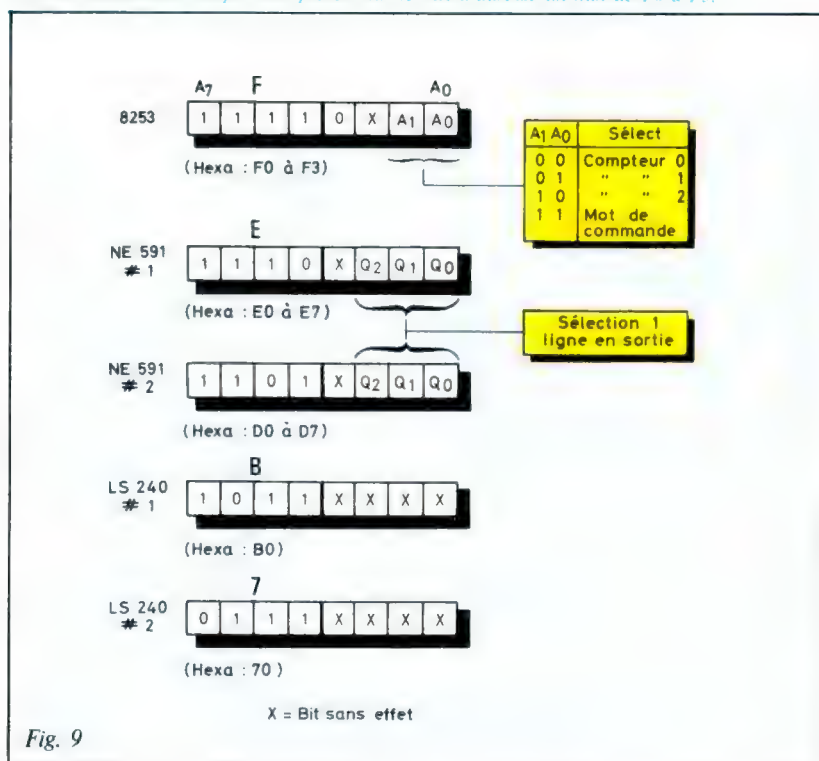 A7 F A0
8253 1 1 1 1 0 X A1 A0
(Hexa : F0 à F3)
A1 A0 Sélect
0 0 Compteur 0
0 1 " " 1
1 0 " " 2
1 1 Mot de
commande
E
NE 591
# 1
1 1 1 0 X Q2 Q1 Q0
(Hexa : E0 à E7)
Sélection 1
ligne en sortie
NE 591
# 2
1 1 0 1 X Q2 Q1 Q0
(Hexa : D0 à D7)
B
LS 240
# 1
1 0 1 1 X X X X
(Hexa : B0)
7
LS 240
# 2
0 1 1 1 X X X X
(Hexa : 70)
X = Bit sans effet
Fig. 9